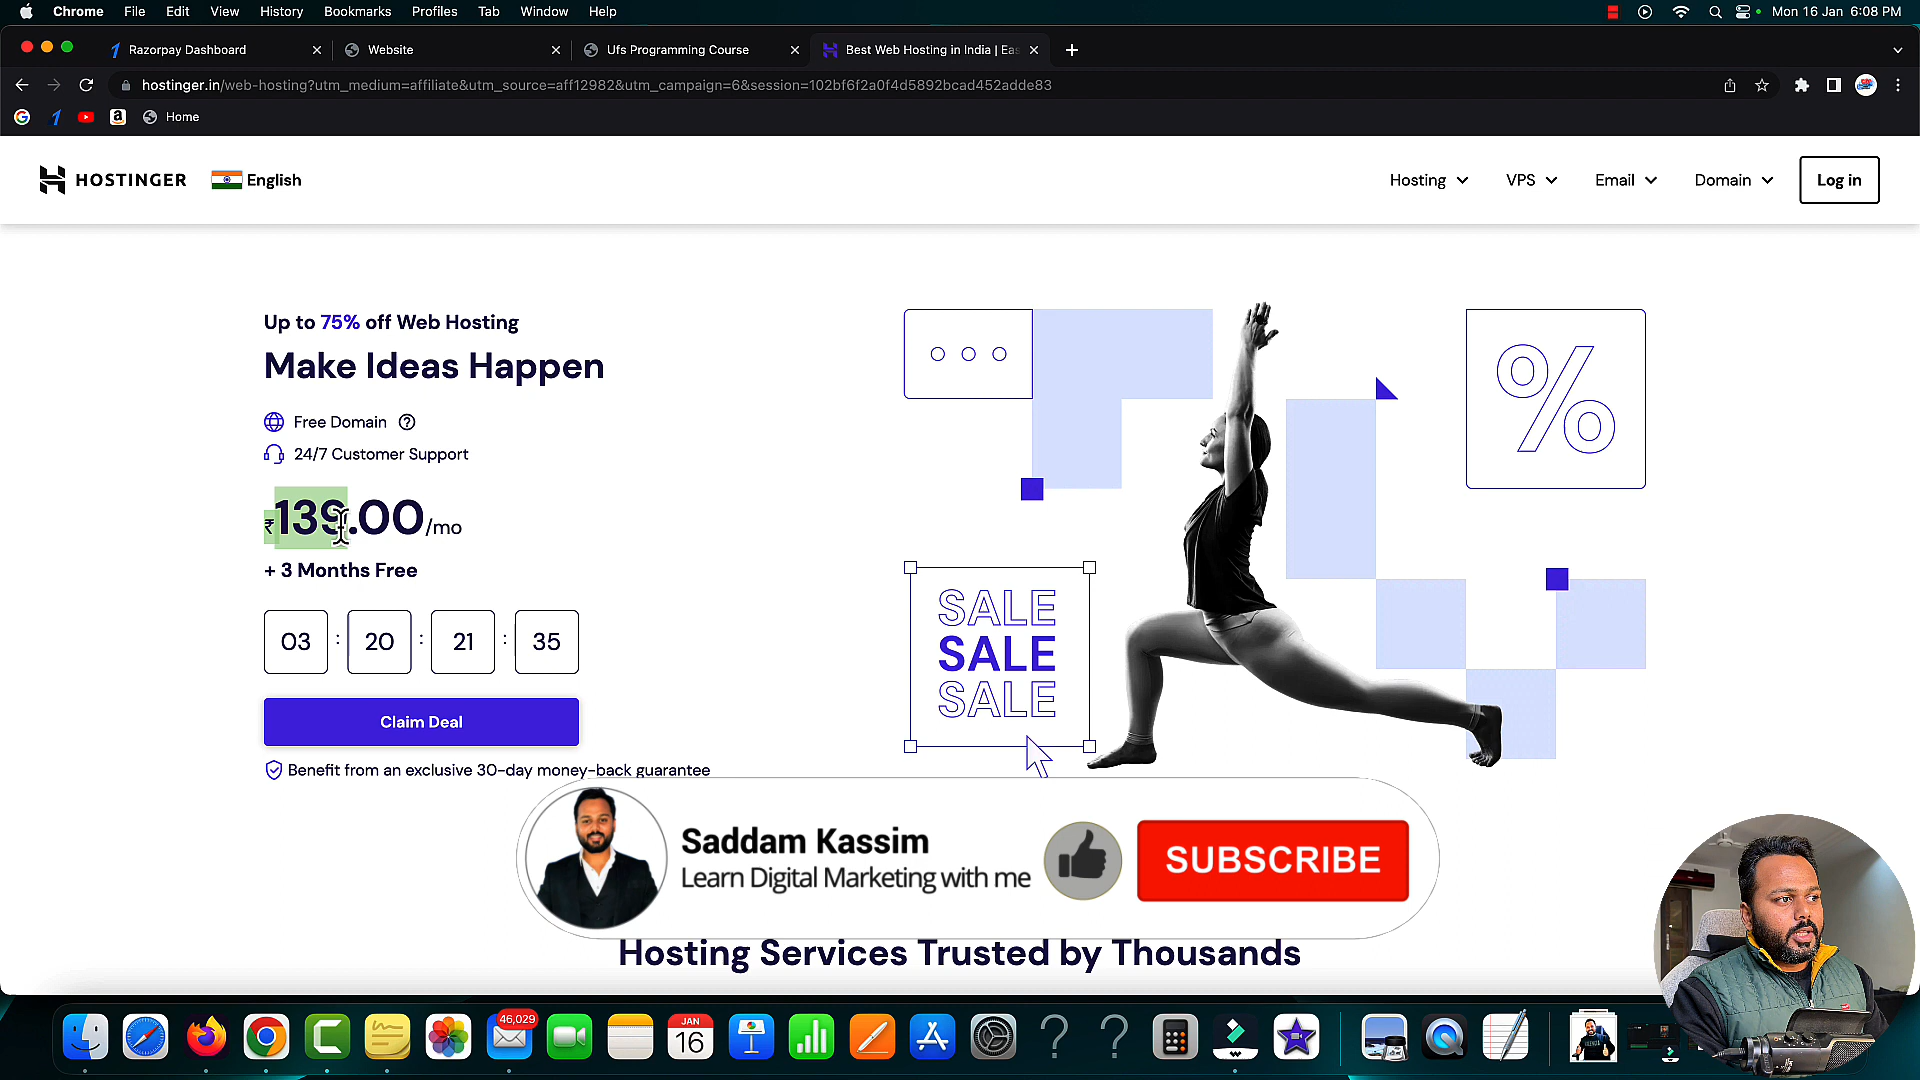 Chrome File Edit View History Bookmarks Profiles Tab Window Help
Mon 16 Jan 6:08 PM
Razorpay Dashboard
Website
Ufs Programming Course
Best Web Hosting in India | Eas
hostinger.in/web-hosting?utm_medium=affiliate&utm_source=aff12982&utm_campaign=6&session=102bf6f2a0f4d5892bcad452adde83
Home
HOSTINGER
English
Hosting
VPS
Email
Domain
Log in
Up to 75% off Web Hosting
Make Ideas Happen
Free Domain
24/7 Customer Support
₹139.00/mo
+ 3 Months Free
03 : 20 : 21 : 35
Claim Deal
Benefit from an exclusive 30-day money-back guarantee
SALE
SALE
SALE
Saddam Kassim
Learn Digital Marketing with me
SUBSCRIBE
Hosting Services Trusted by Thousands
46,029
JAN
16